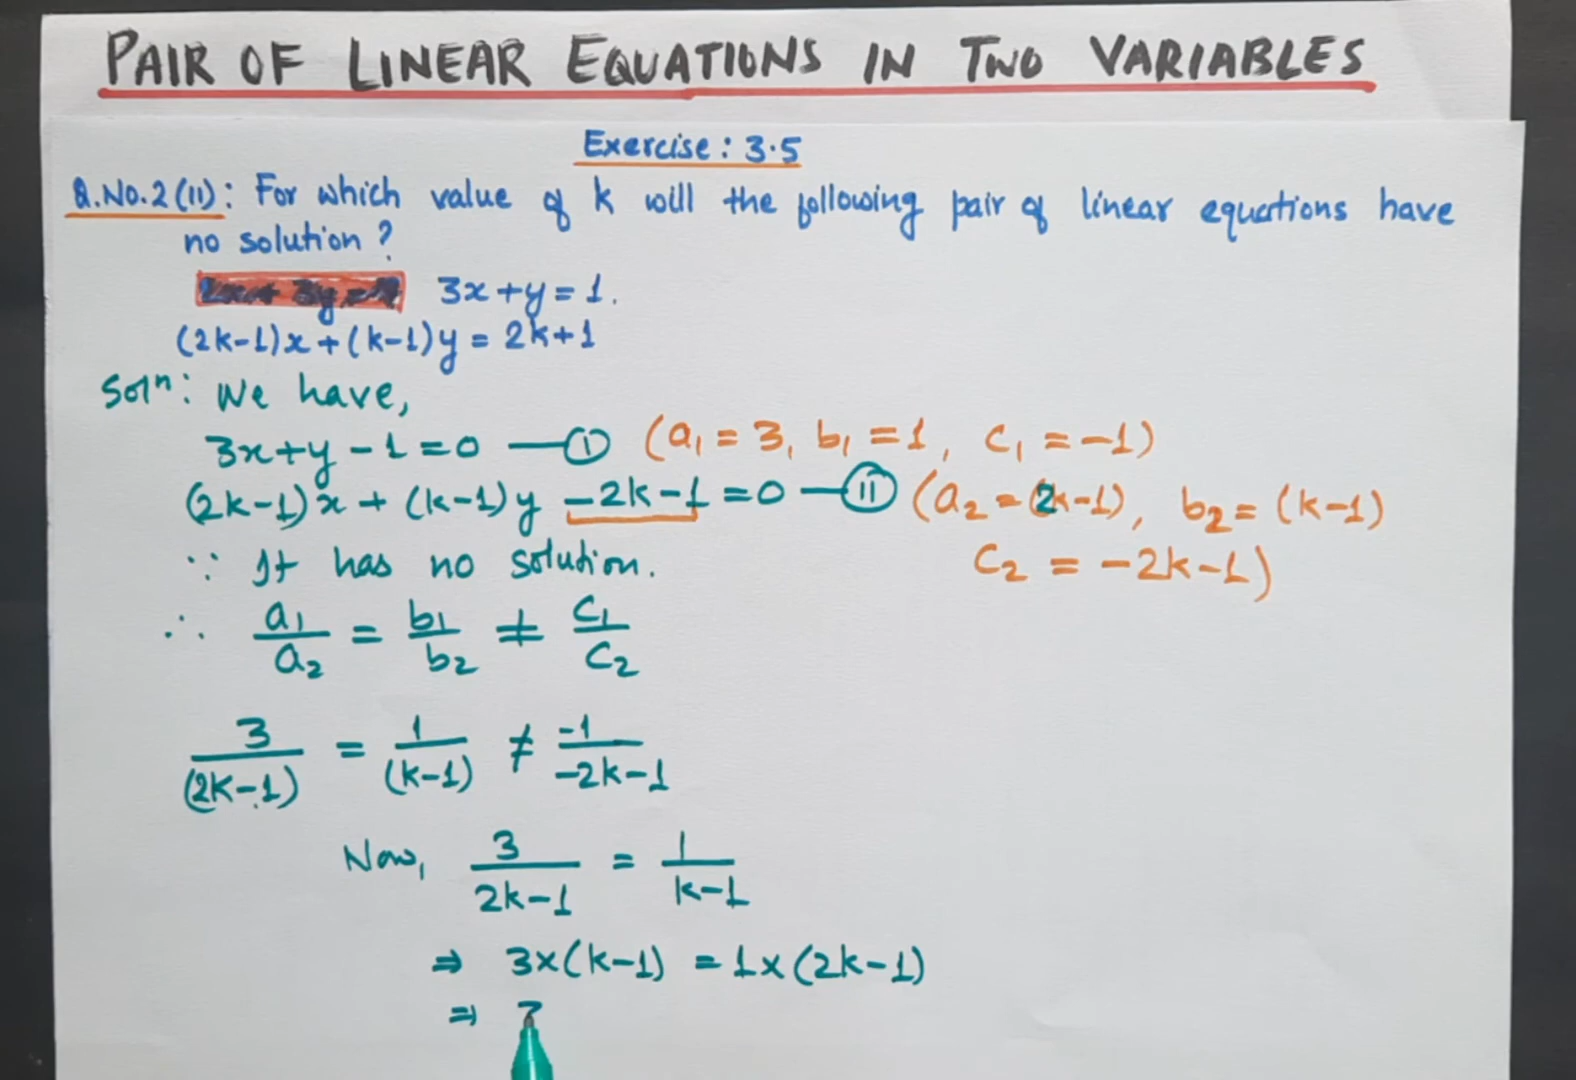 PAIR OF LINEAR EQUATIONS IN TWO VARIABLES
Exercise: 3.5
Q.No.2(11): For which value of k will the following pair of linear equations have
no solution?
3x+y=1.
(2k-1)x+(k-1)y = 2k+1
Solⁿ: We have,
3x+y-1=0 —① (a₁=3, b₁=1, c₁=-1)
(2k-1)x+(k-1)y -2k-1=0 —(11) (a₂=(2k-1), b₂=(k-1)
c₂ = -2k-1)
∵ It has no solution.
∴ a₁/a₂ = b₁/b₂ ≠ c₁/c₂
3/(2k-1) = 1/(k-1) ≠ -1/-2k-1
Now, 3/2k-1 = 1/k-1
⇒ 3×(k-1) = 1×(2k-1)
⇒